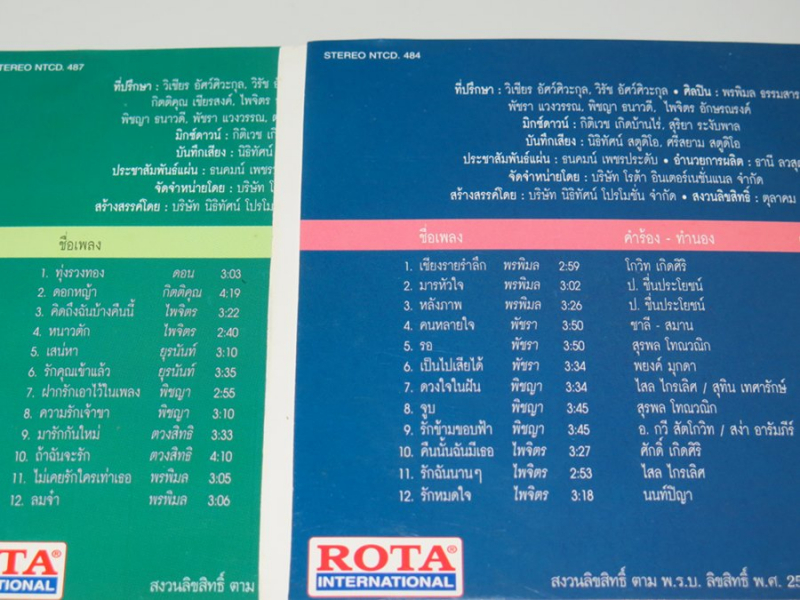 STEREO NTCD. 487
ที่ปรึกษา : วิเชียร อัศว์ศิวะกุล, วิรัช
กิตติคุณ เชียรสงค์, ไพจิตร
พิชญา ธนาวดี, พัชรา แวงวรรณ,
มิกซ์ดาวน์ : กิติเวช
บันทึกเสียง : นิธิทัศน์
ประชาสัมพันธ์แผ่น : ธนคมน์
จัดจำหน่ายโดย : บริษัท
สร้างสรรค์โดย : บริษัท นิธิทัศน์
ชื่อเพลง
1. ทุ่งรวงทอง ดอน 3:03
2. ดอกหญ้า กิตติคุณ 4:19
3. คิดถึงฉันบ้างคืนนี้ ไพจิตร 3:22
4. หนาวตัก ไพจิตร 2:40
5. เสน่หา ยุรนันท์ 3:10
6. รักคุณเข้าแล้ว ยุรนันท์ 3:35
7. ฝากรักเอาไว้ในเพลง พิชญา 2:55
8. ความรักเจ้าขา พิชญา 3:10
9. มารักกันใหม่ ดวงสิทธิ์ 3:33
10. ถ้าฉันจะรัก ดวงสิทธิ์ 4:10
11. ไม่เคยรักใครเท่าเธอ พรพิมล 3:05
12. ลมจ๋า พรพิมล 3:06
ROTA®
INTERNATIONAL
สงวนลิขสิทธิ์ ตาม
STEREO NTCD. 484
ที่ปรึกษา : วิเชียร อัศว์ศิวะกุล, วิรัช อัศว์ศิวะกุล • ศิลปิน : พรพิมล ธรรมสาร
พัชรา แวงวรรณ, พิชญา ธนาวดี, ไพจิตร อักษรณรงค์
มิกซ์ดาวน์ : กิติเวช เกิดบ้านไร่, สุริยา ระงับพาล
บันทึกเสียง : นิธิทัศน์ สตูดิโอ, ศรีสยาม สตูดิโอ
ประชาสัมพันธ์แผ่น : ธนคมน์ เพชรประดับ • อำนวยการผลิต : ธานี
จัดจำหน่ายโดย : บริษัท โรต้า อินเตอร์เนชั่นแนล จำกัด
สร้างสรรค์โดย : บริษัท นิธิทัศน์ โปรโมชั่น จำกัด • สงวนลิขสิทธิ์ : ตุลาคม
ชื่อเพลง คำร้อง - ทำนอง
1. เชียงรายรำลึก พรพิมล 2:59 โกวิท เกิดศิริ
2. มารหัวใจ พรพิมล 3:02 ป. ชื่นประโยชน์
3. หลังภาพ พรพิมล 3:26 ป. ชื่นประโยชน์
4. คนหลายใจ พัชรา 3:50 ชาลี - สมาน
5. รอ พัชรา 3:50 สุรพล โทณวณิก
6. เป็นไปเสียได้ พัชรา 3:34 พยงค์ มุกดา
7. ดวงใจในฝัน พิชญา 3:34 ไสล ไกรเลิศ / สุทิน เทศารักษ์
8. จูบ พิชญา 3:45 สุรพล โทณวณิก
9. รักข้ามขอบฟ้า พิชญา 3:45 อ. กวี สัตโกวิท / สง่า อารัมภีร์
10. คืนนั้นฉันมีเธอ ไพจิตร 3:27 ศักดิ์ เกิดศิริ
11. รักฉันนานๆ ไพจิตร 2:53 ไสล ไกรเลิศ
12. รักหมดใจ ไพจิตร 3:18 นนท์ปัญา
ROTA®
INTERNATIONAL
สงวนลิขสิทธิ์ ตาม พ.ร.บ. ลิขสิทธิ์ พ.ศ. 25